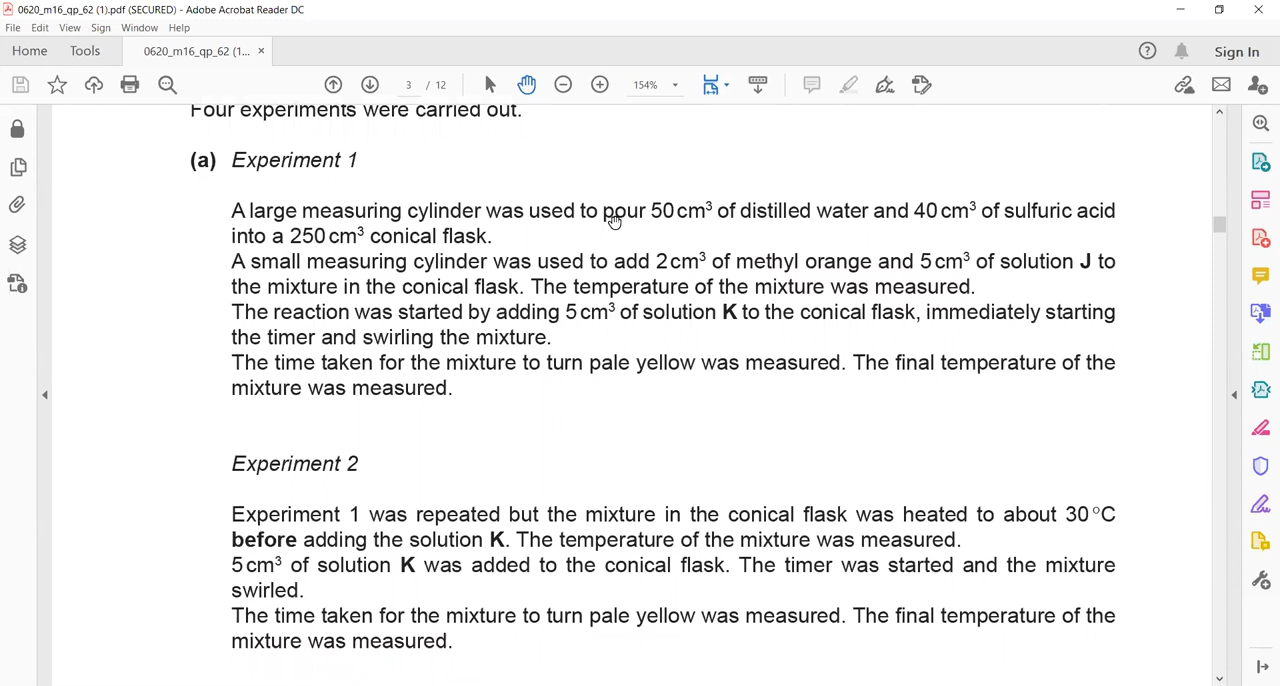 0620_m16_qp_62 (1).pdf (SECURED) - Adobe Acrobat Reader DC
File Edit View Sign Window Help
Home Tools 0620_m16_qp_62 (1... × Sign In
3 / 12 154%
Four experiments were carried out.
(a) Experiment 1
A large measuring cylinder was used to pour 50 cm³ of distilled water and 40 cm³ of sulfuric acid
into a 250 cm³ conical flask.
A small measuring cylinder was used to add 2 cm³ of methyl orange and 5 cm³ of solution J to
the mixture in the conical flask. The temperature of the mixture was measured.
The reaction was started by adding 5 cm³ of solution K to the conical flask, immediately starting
the timer and swirling the mixture.
The time taken for the mixture to turn pale yellow was measured. The final temperature of the
mixture was measured.
Experiment 2
Experiment 1 was repeated but the mixture in the conical flask was heated to about 30 °C
before adding the solution K. The temperature of the mixture was measured.
5 cm³ of solution K was added to the conical flask. The timer was started and the mixture
swirled.
The time taken for the mixture to turn pale yellow was measured. The final temperature of the
mixture was measured.